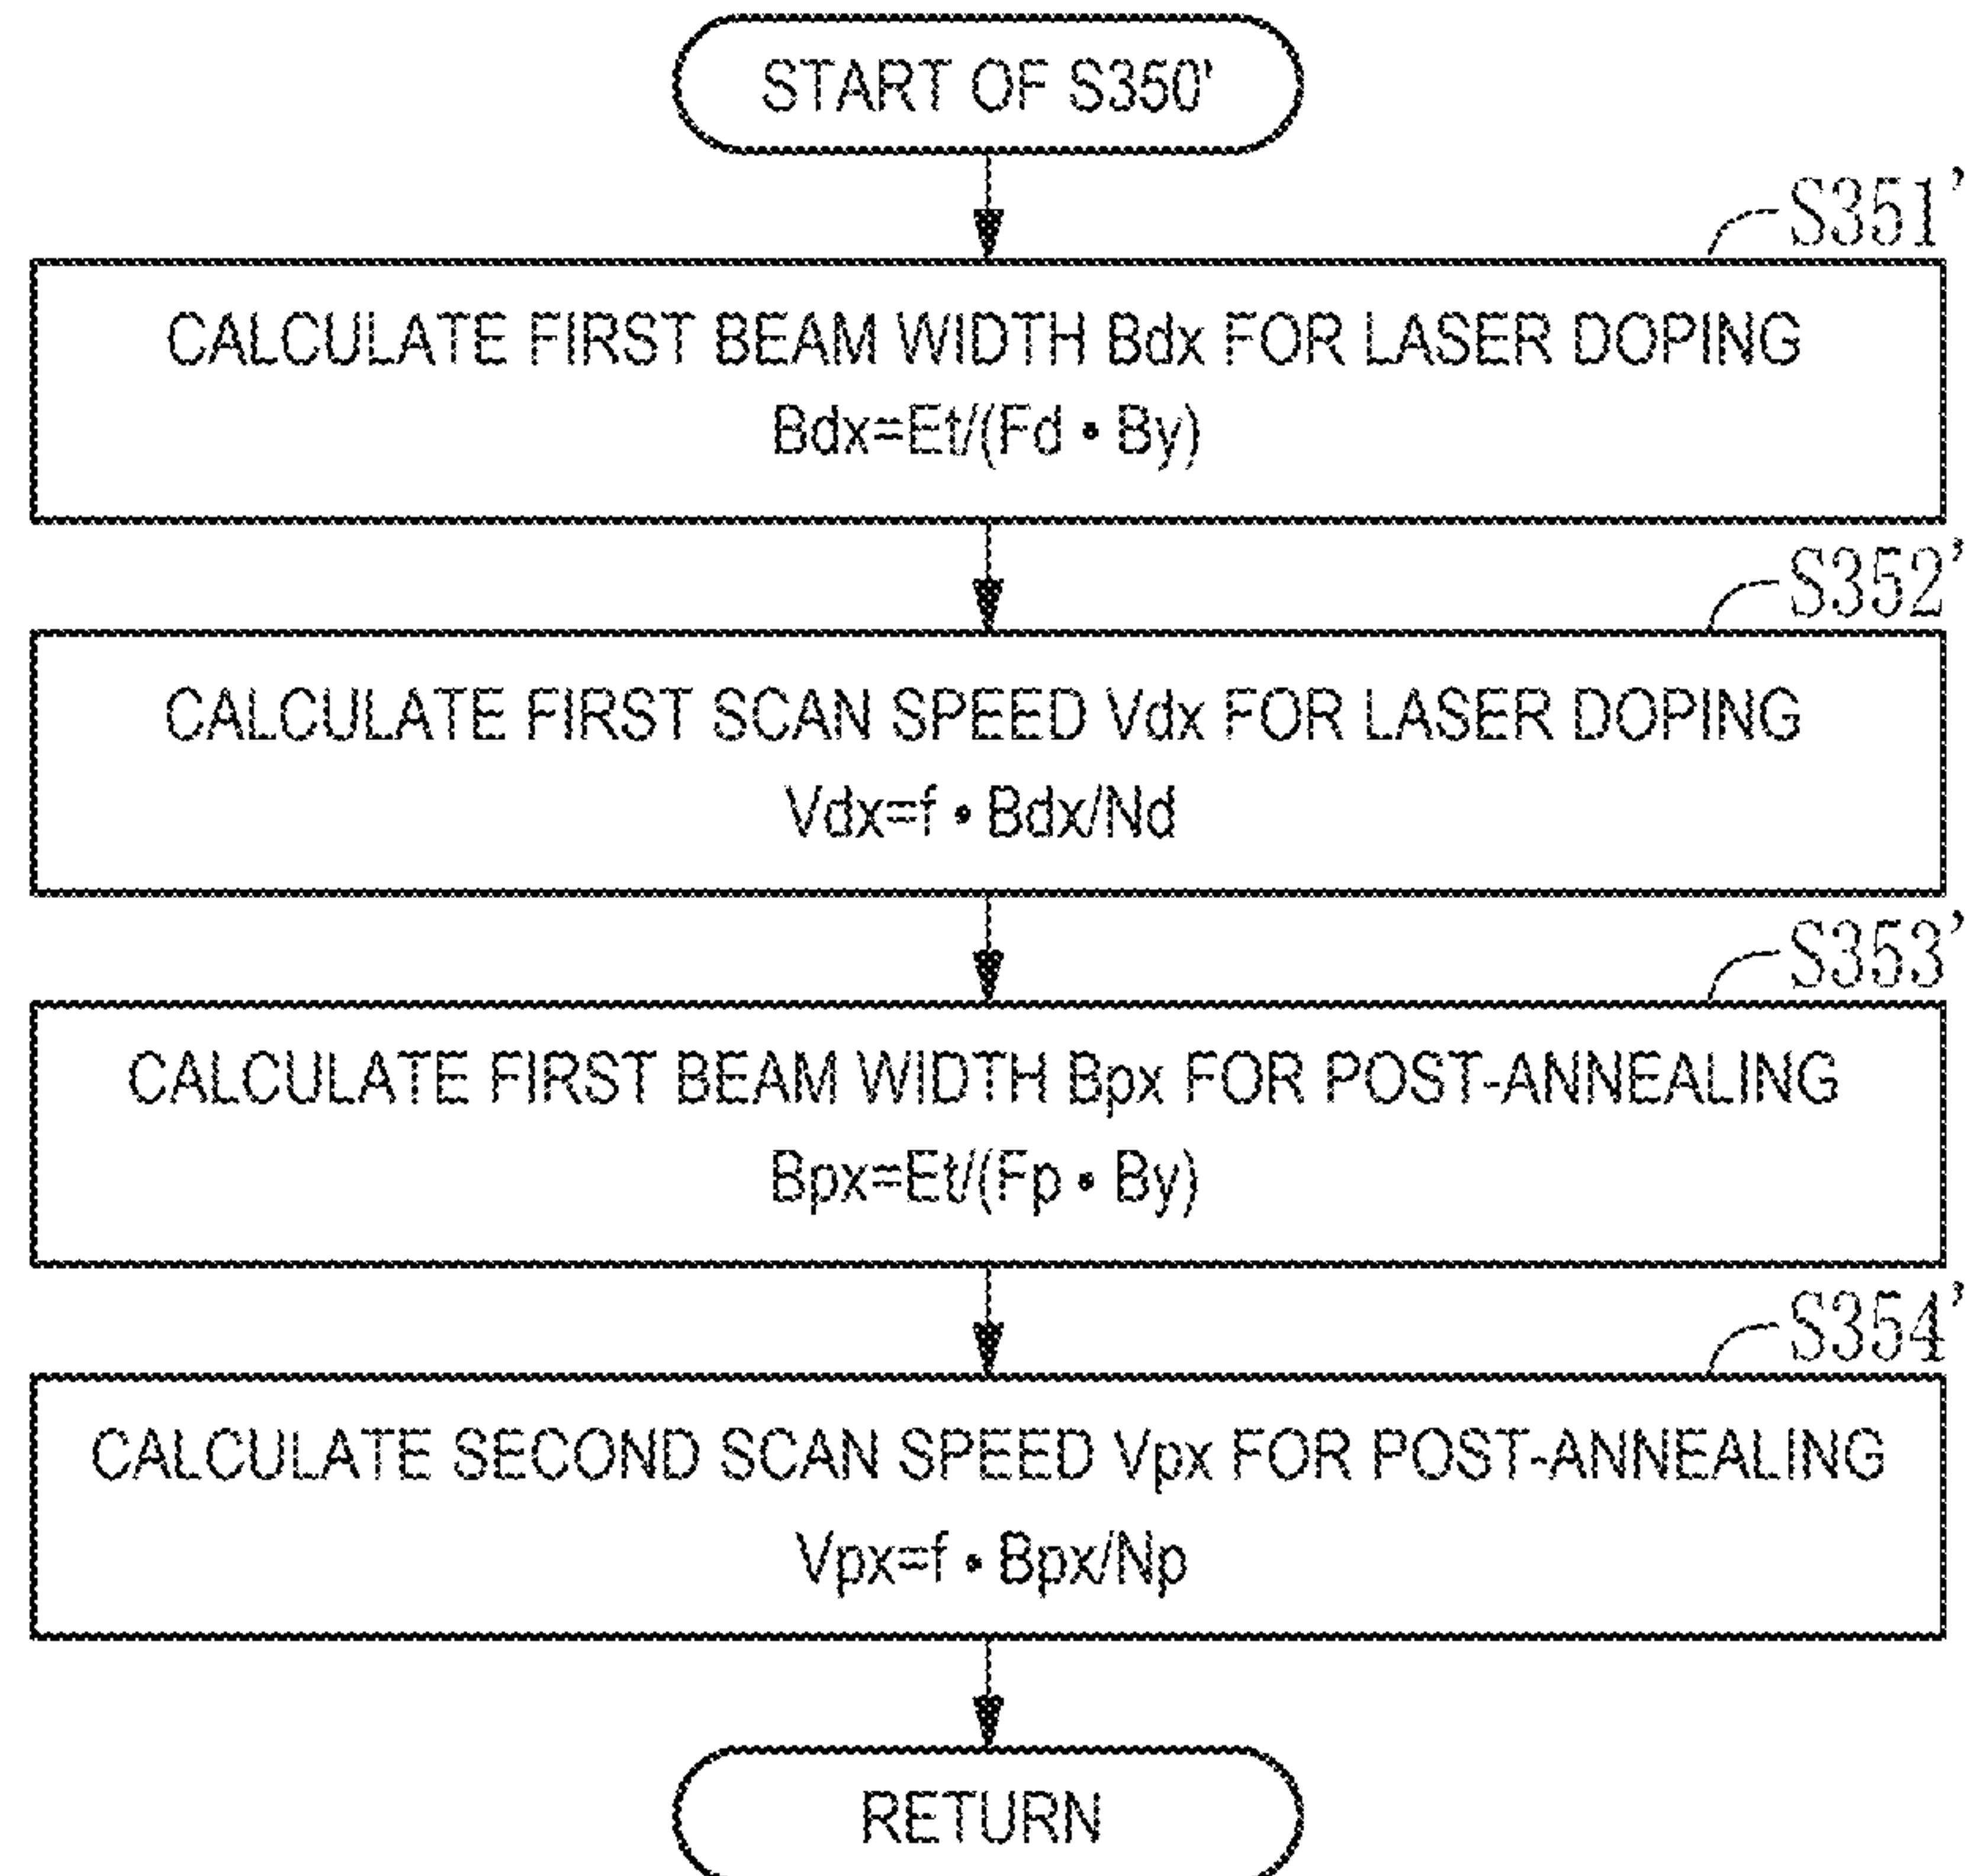 START OF S350'
S351'
CALCULATE FIRST BEAM WIDTH Bdx FOR LASER DOPING
Bdx=Et/(Fd • By)
S352'
CALCULATE FIRST SCAN SPEED Vdx FOR LASER DOPING
Vdx=f • Bdx/Nd
S353'
CALCULATE FIRST BEAM WIDTH Bpx FOR POST-ANNEALING
Bpx=Et/(Fp • By)
S354'
CALCULATE SECOND SCAN SPEED Vpx FOR POST-ANNEALING
Vpx=f • Bpx/Np
RETURN